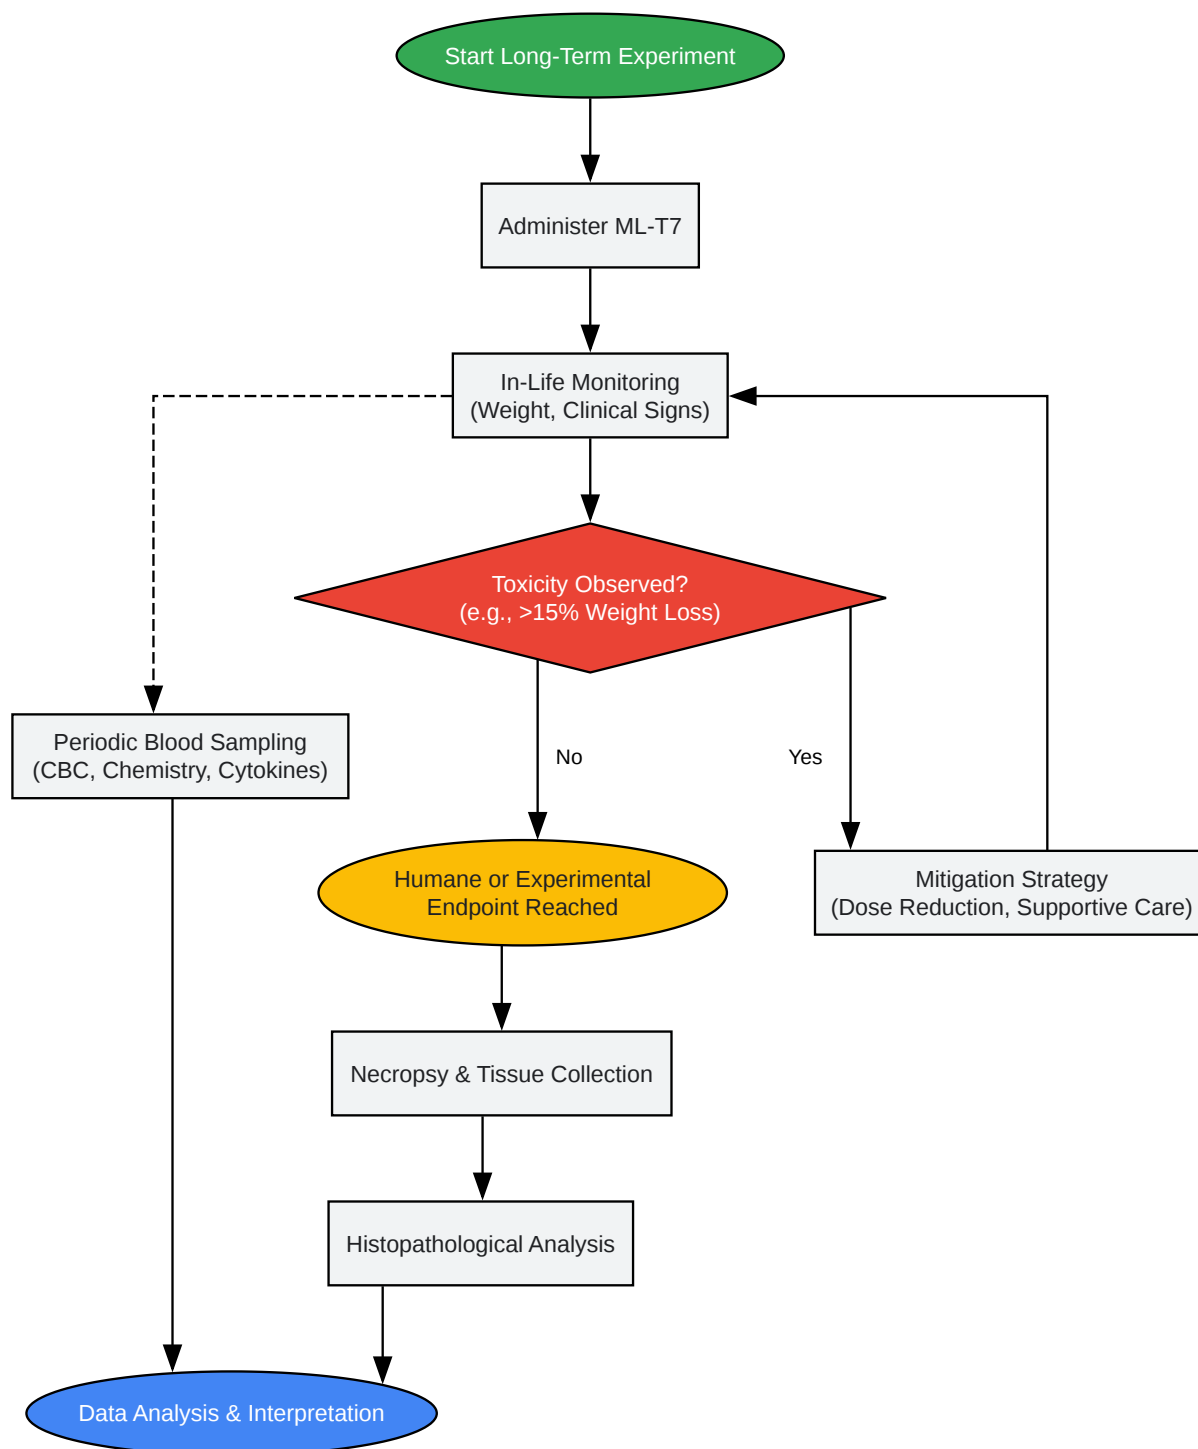 Start Long-Term Experiment
Administer ML-T7
In-Life Monitoring
(Weight, Clinical Signs)
Toxicity Observed?
(e.g., >15% Weight Loss)
Periodic Blood Sampling
(CBC, Chemistry, Cytokines)
No
Yes
Humane or Experimental
Endpoint Reached
Mitigation Strategy
(Dose Reduction, Supportive Care)
Necropsy & Tissue Collection
Histopathological Analysis
Data Analysis & Interpretation